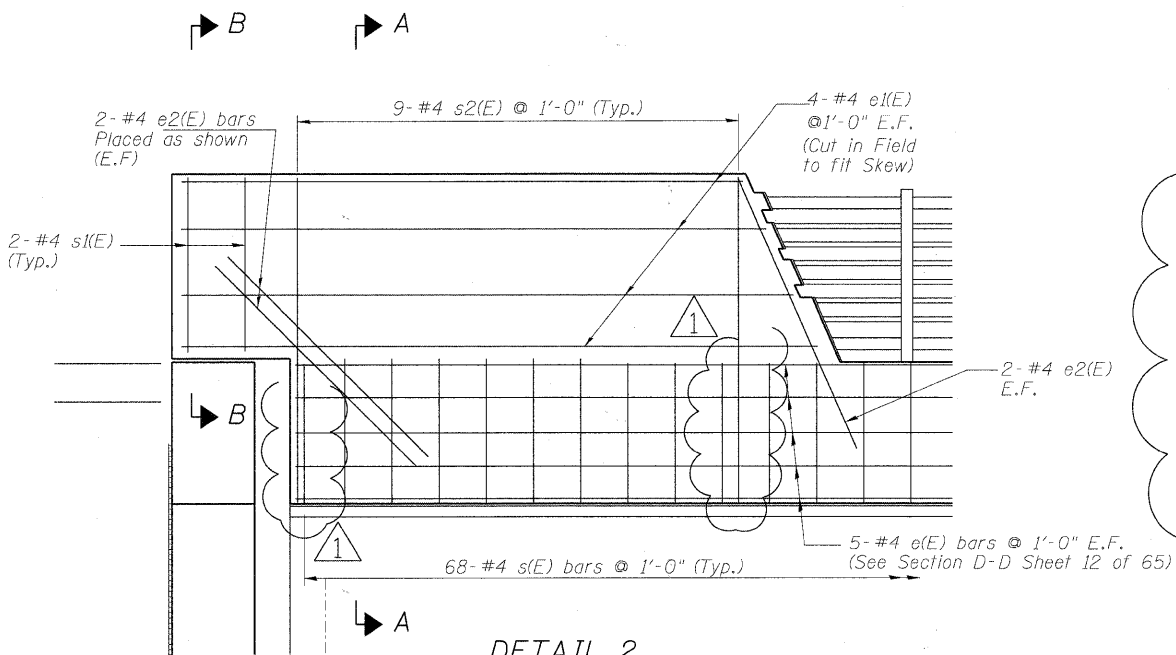 B
A
9-#4 s2(E) @ 1'-0" (Typ.)
2-#4 e2(E) bars
Placed as shown
(E.F)
4-#4 e1(E)
@1'-0" E.F.
(Cut in Field
to fit Skew)
2-#4 s1(E)
(Typ.)
1
2-#4 e2(E)
E.F.
B
1
5-#4 e(E) bars @ 1'-0" E.F.
(See Section D-D Sheet 12 of 65)
68-#4 s(E) bars @ 1'-0" (Typ.)
A
DETAIL 2